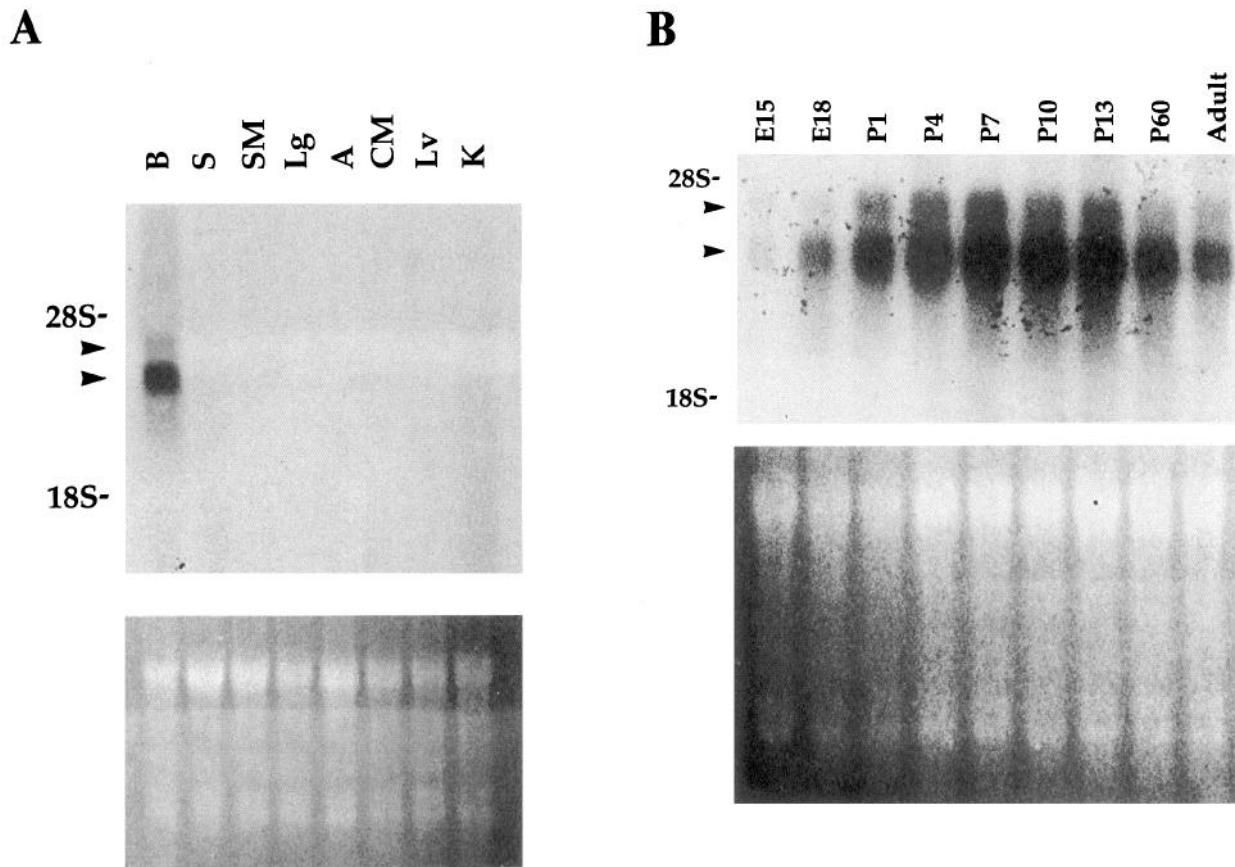 A
B S SM Lg A CM Lv K
28S-
18S-
B
E15 E18 P1 P4 P7 P10 P13 P60 Adult
28S-
18S-